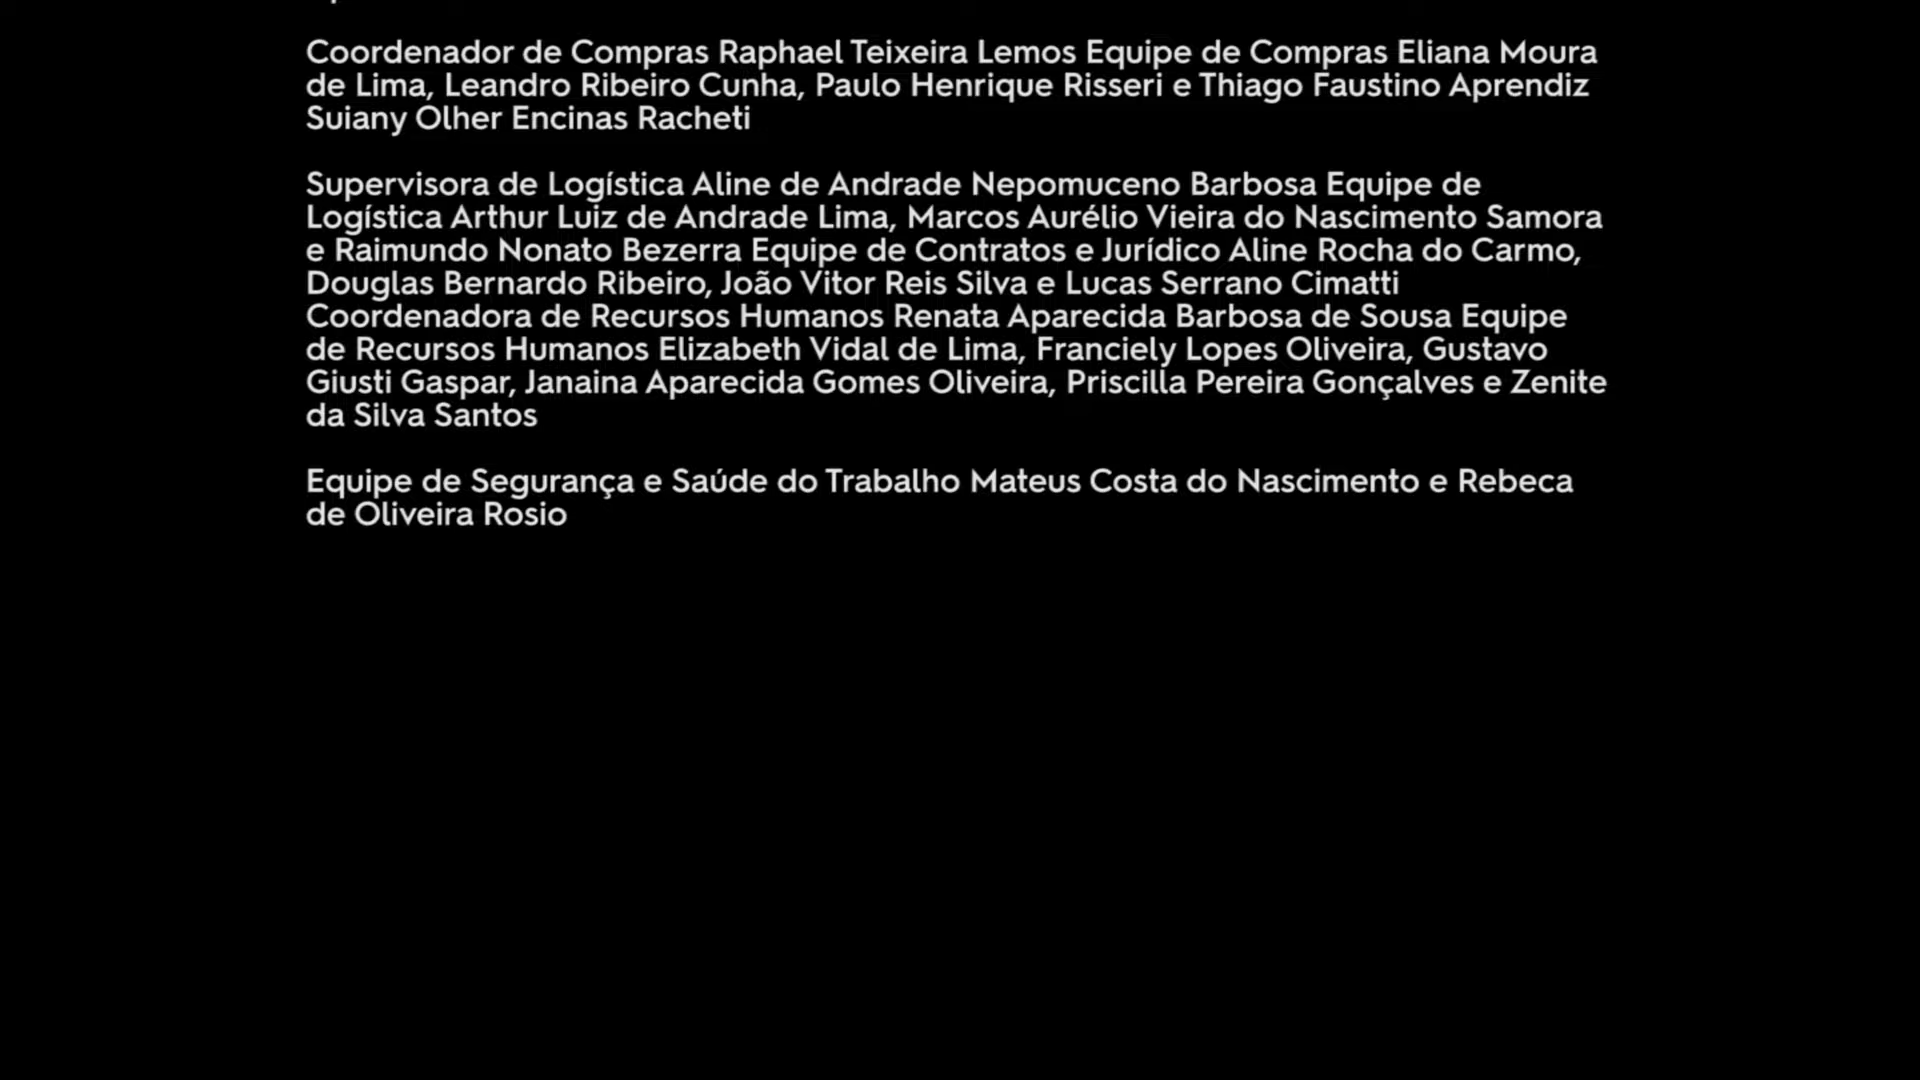 Coordenador de Compras Raphael Teixeira Lemos Equipe de Compras Eliana Moura
de Lima, Leandro Ribeiro Cunha, Paulo Henrique Risseri e Thiago Faustino Aprendiz
Suiany Olher Encinas Racheti
Supervisora de Logística Aline de Andrade Nepomuceno Barbosa Equipe de
Logística Arthur Luiz de Andrade Lima, Marcos Aurélio Vieira do Nascimento Samora
e Raimundo Nonato Bezerra Equipe de Contratos e Jurídico Aline Rocha do Carmo,
Douglas Bernardo Ribeiro, João Vitor Reis Silva e Lucas Serrano Cimatti
Coordenadora de Recursos Humanos Renata Aparecida Barbosa de Sousa Equipe
de Recursos Humanos Elizabeth Vidal de Lima, Franciely Lopes Oliveira, Gustavo
Giusti Gaspar, Janaina Aparecida Gomes Oliveira, Priscilla Pereira Gonçalves e Zenite
da Silva Santos
Equipe de Segurança e Saúde do Trabalho Mateus Costa do Nascimento e Rebeca
de Oliveira Rosio